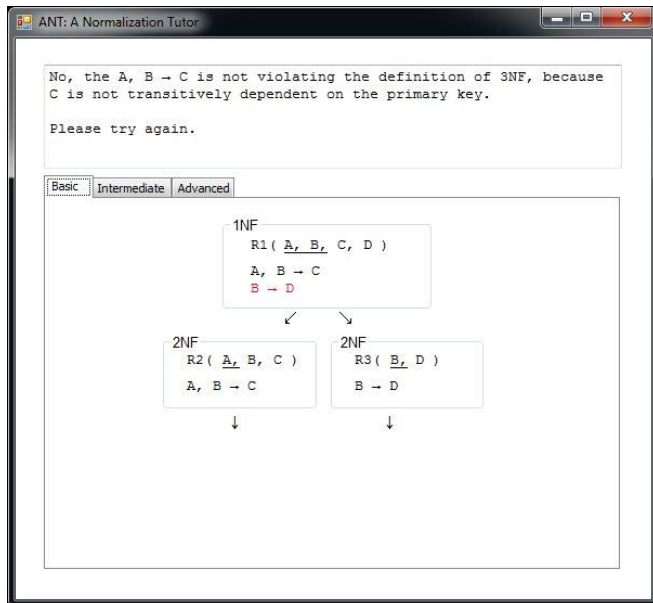 ANT: A Normalization Tutor
No, the A, B → C is not violating the definition of 3NF, because
C is not transitively dependent on the primary key.
Please try again.
Basic Intermediate Advanced
1NF
R1( A, B, C, D )
A, B → C
B → D
↙ ↘
2NF 2NF
R2( A, B, C ) R3( B, D )
A, B → C B → D
↓ ↓